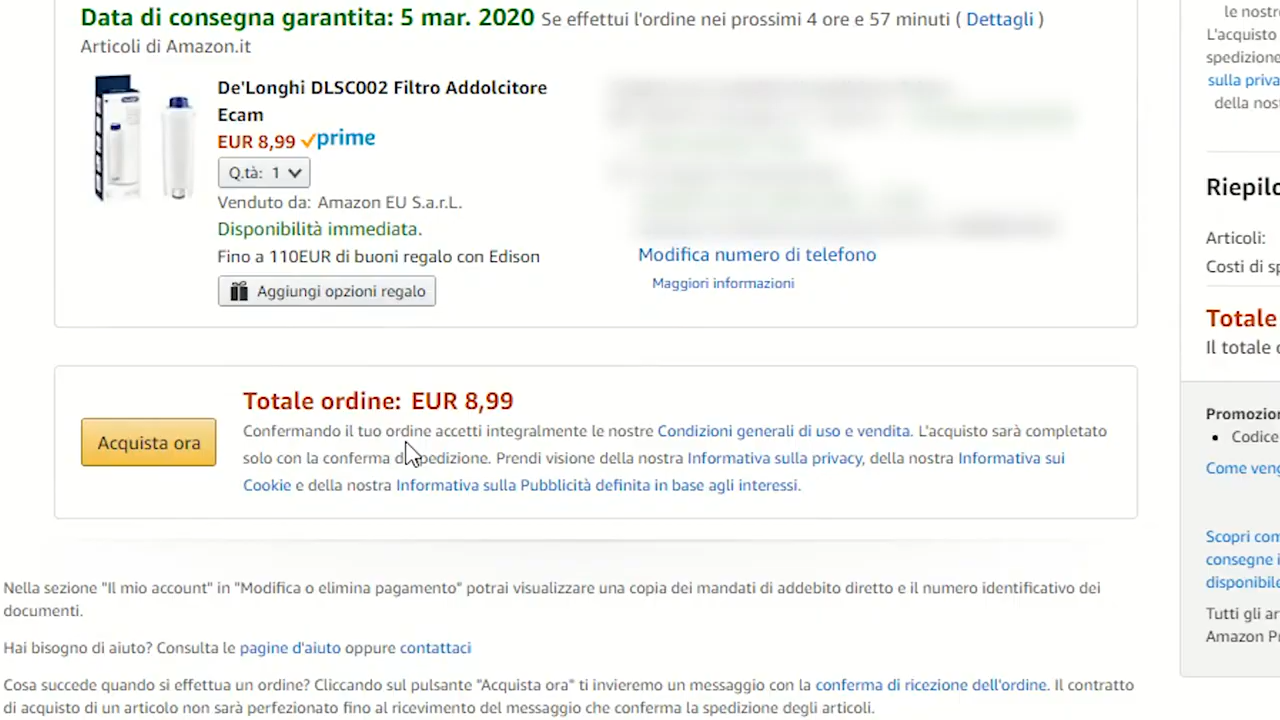 Data di consegna garantita: 5 mar. 2020 Se effettui l'ordine nei prossimi 4 ore e 57 minuti ( Dettagli )
Articoli di Amazon.it
De'Longhi DLSC002 Filtro Addolcitore
Ecam
EUR 8,99 prime
Q.tà: 1
Venduto da: Amazon EU S.a.r.L.
Disponibilità immediata.
Fino a 110EUR di buoni regalo con Edison
Aggiungi opzioni regalo
Modifica numero di telefono
Maggiori informazioni
Totale ordine: EUR 8,99
Acquista ora
Confermando il tuo ordine accetti integralmente le nostre Condizioni generali di uso e vendita. L'acquisto sarà completato
solo con la conferma di spedizione. Prendi visione della nostra Informativa sulla privacy, della nostra Informativa sui
Cookie e della nostra Informativa sulla Pubblicità definita in base agli interessi.
Nella sezione "Il mio account" in "Modifica o elimina pagamento" potrai visualizzare una copia dei mandati di addebito diretto e il numero identificativo dei
documenti.
Hai bisogno di aiuto? Consulta le pagine d'aiuto oppure contattaci
Cosa succede quando si effettua un ordine? Cliccando sul pulsante "Acquista ora" ti invieremo un messaggio con la conferma di ricezione dell'ordine. Il contratto
di acquisto di un articolo non sarà perfezionato fino al ricevimento del messaggio che conferma la spedizione degli articoli.
le nostre
L'acquisto
spedizione
sulla priva
della nost
Riepilo
Articoli:
Costi di sp
Totale
Il totale
Promozion
Codice
Come veng
Scopri com
consegne i
disponibile
Tutti gli ar
Amazon Pr